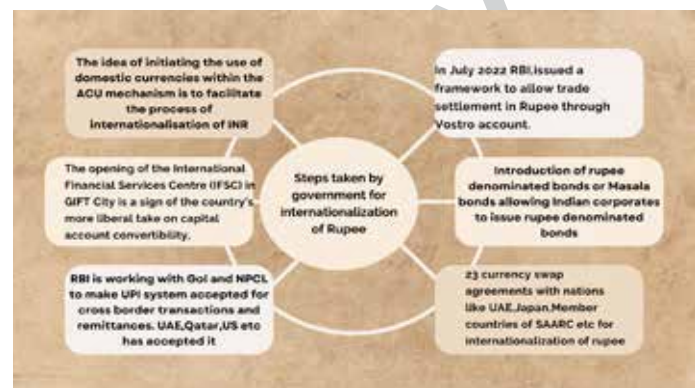 The idea of initiating the use of
domestic currencies within the
ACU mechanism is to facilitate
the process of
internationalisation of INR
In July 2022 RBI,issued a
framework to allow trade
settlement in Rupee through
Vostro account.
The opening of the International
Financial Services Centre (IFSC) in
GIFT City is a sign of the country's
more liberal take on capital
account convertibility.
Steps taken by
government for
internationalization
of Rupee
Introduction of rupee
denominated bonds or Masala
bonds allowing Indian corporates
to issue rupee denominated
bonds
RBI is working with GoI and NPCI,
to make UPI system accepted for
cross border transactions and
remittances. UAE,Qatar,US etc
has accepted it
23 currency swap
agreements with nations
like UAE,Japan,Member
countries of SAARC etc for
internationalization of rupee